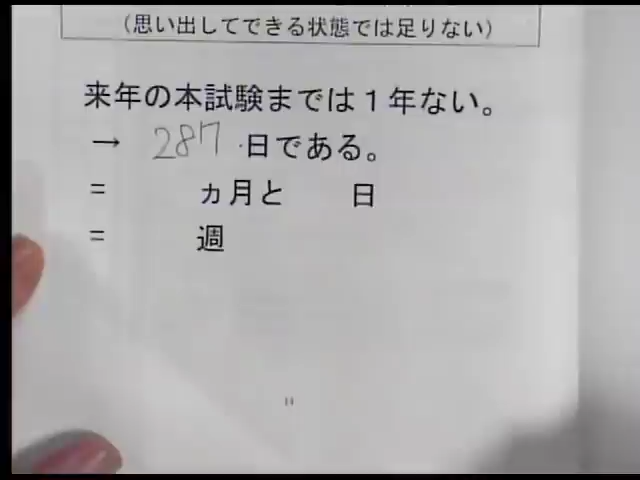 (思い出してできる状態では足りない)
来年の本試験までは１年ない。
→ 287 日である。
= ヵ月と 日
= 週
11